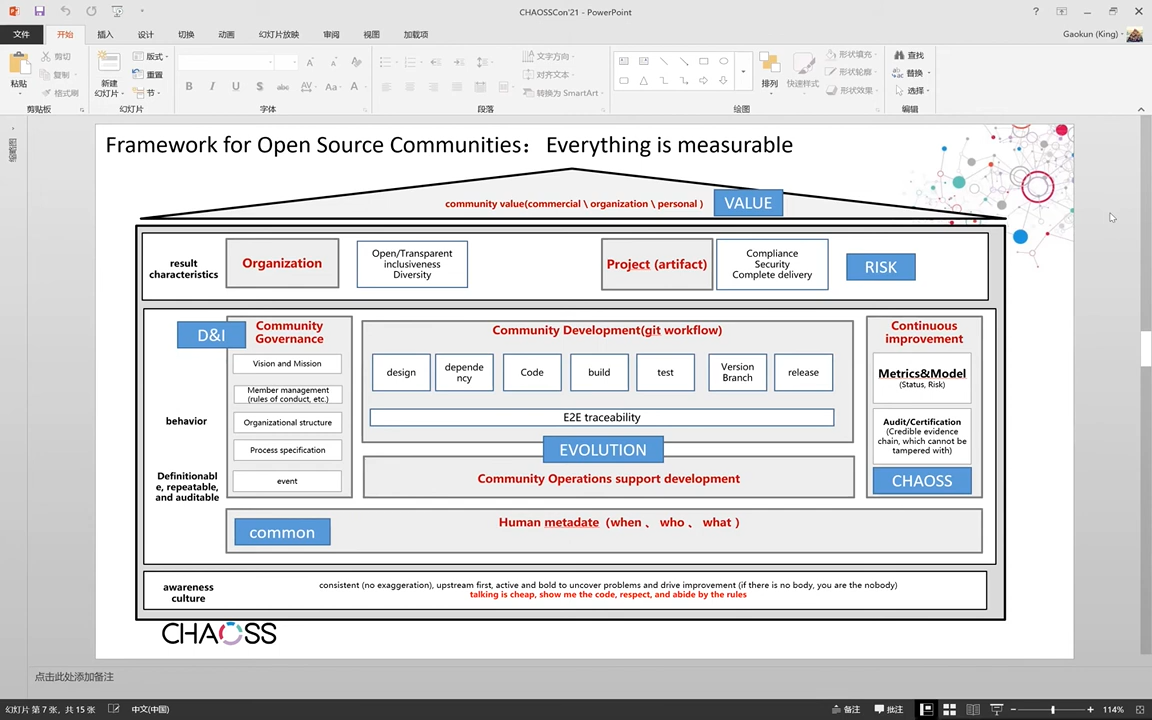 CHAOSSCon'21 - PowerPoint
文件
开始
插入
设计
切换
动画
幻灯片放映
审阅
视图
加载项
Gaokun (King)
粘贴
剪切
复制
格式刷
剪贴板
新建
幻灯片
版式
重置
节
幻灯片
B I U S abc AV Aa A
字体
文字方向
对齐文本
转换为 SmartArt
段落
排列
快速样式
形状填充
形状轮廓
形状效果
绘图
查找
替换
选择
编辑
Framework for Open Source Communities： Everything is measurable
community value(commercial \ organization \ personal )
VALUE
result
characteristics
Organization
Open/Transparent
inclusiveness
Diversity
Project (artifact)
Compliance
Security
Complete delivery
RISK
D&I
Community
Governance
Vision and Mission
Member management
(rules of conduct, etc.)
Organizational structure
Process specification
event
behavior
Definitionabl
e, repeatable,
and auditable
Community Development(git workflow)
design
depende
ncy
Code
build
test
Version
Branch
release
E2E traceability
EVOLUTION
Community Operations support development
Continuous
improvement
Metrics&Model
(Status, Risk)
Audit/Certification
(Credible evidence
chain, which cannot be
tampered with)
CHAOSS
common
Human metadate（when 、 who 、 what ）
awareness
culture
consistent (no exaggeration), upstream first, active and bold to uncover problems and drive improvement (if there is no body, you are the nobody)
talking is cheap, show me the code, respect, and abide by the rules
CHAOSS
点击此处添加备注
幻灯片 第 7 张，共 15 张
中文(中国)
备注
批注
114%